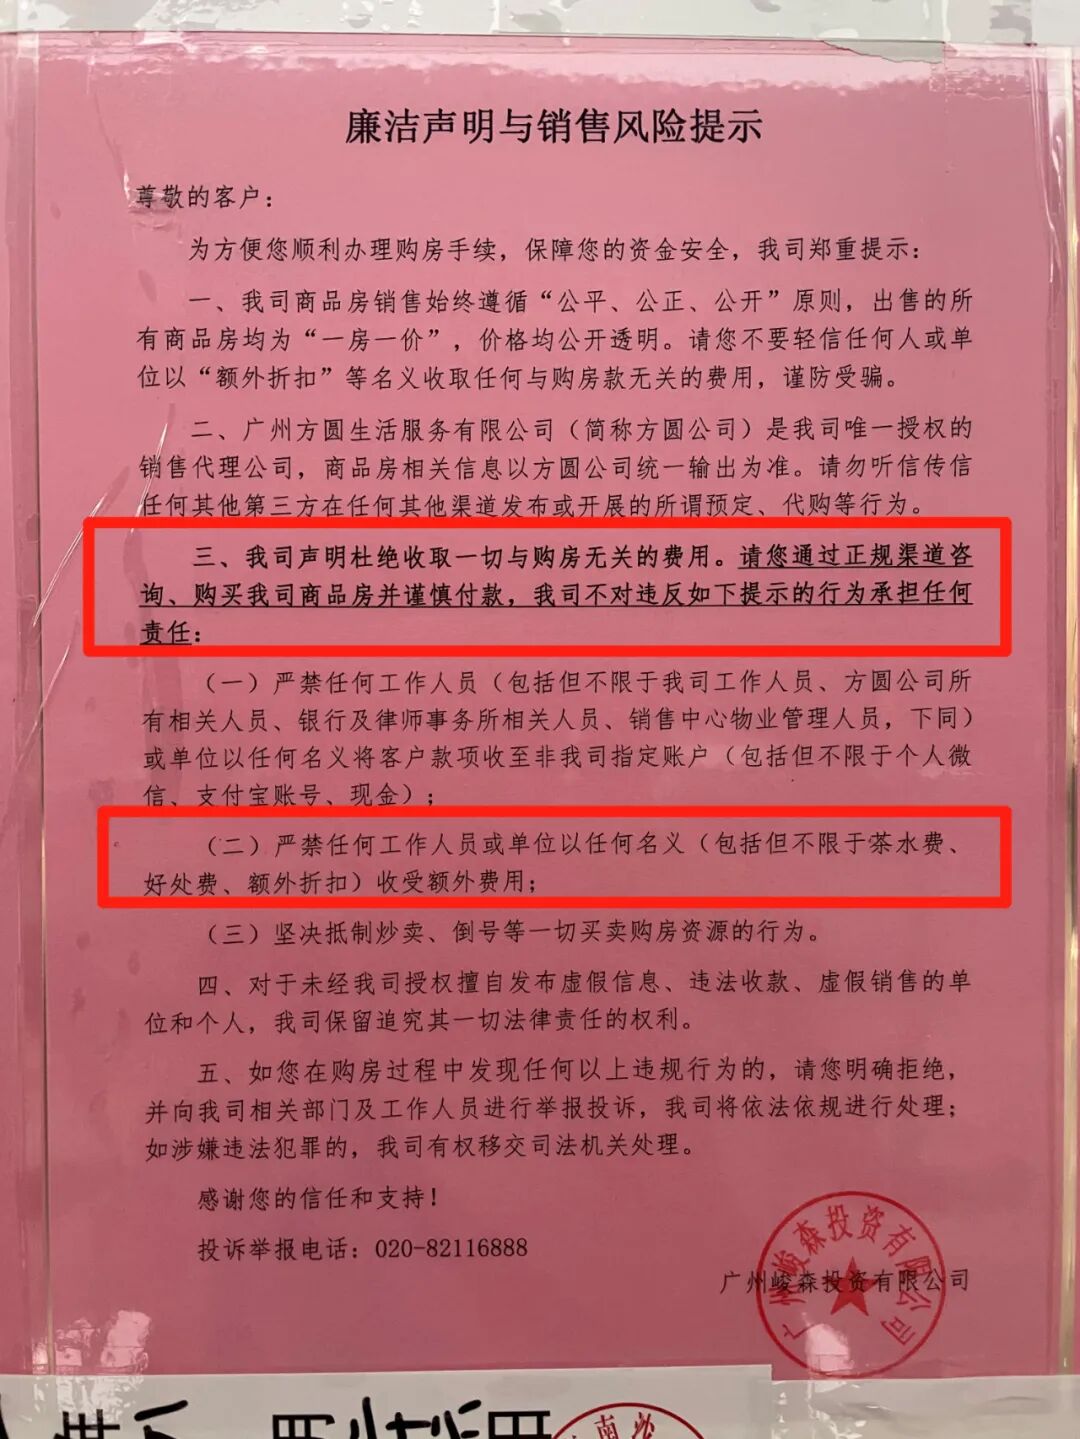 廉洁声明与销售风险提示
尊敬的客户：
为方便您顺利办理购房手续，保障您的资金安全，我司郑重提示：
一、我司商品房销售始终遵循“公平、公正、公开”原则，出售的所
有商品房均为“一房一价”，价格均公开透明。请您不要轻信任何人或单
位以“额外折扣”等名义收取任何与购房款无关的费用，谨防受骗。
二、广州方圆生活服务有限公司（简称方圆公司）是我司唯一授权的
销售代理公司，商品房相关信息以方圆公司统一输出为准。请勿听信传信
任何其他第三方在任何其他渠道发布或开展的所谓预定、代购等行为。
三、我司声明杜绝收取一切与购房无关的费用。请您通过正规渠道咨
询、购买我司商品房并谨慎付款，我司不对违反如下提示的行为承担任何
责任：
（一）严禁任何工作人员（包括但不限于我司工作人员、方圆公司所
有相关人员、银行及律师事务所相关人员、销售中心物业管理人员，下同）
或单位以任何名义将客户款项收至非我司指定账户（包括但不限于个人微
信、支付宝账号、现金）；
（二）严禁任何工作人员或单位以任何名义（包括但不限于茶水费、
好处费、额外折扣）收受额外费用；
（三）坚决抵制炒卖、倒号等一切买卖购房资源的行为。
四、对于未经我司授权擅自发布虚假信息、违法收款、虚假销售的单
位和个人，我司保留追究其一切法律责任的权利。
五、如您在购房过程中发现任何以上违规行为的，请您明确拒绝，
并向我司相关部门及工作人员进行举报投诉，我司将依法依规进行处理；
如涉嫌违法犯罪的，我司有权移交司法机关处理。
感谢您的信任和支持！
投诉举报电话：020-82116888
广州峻森投资有限公司
广州峻森投资有限公司